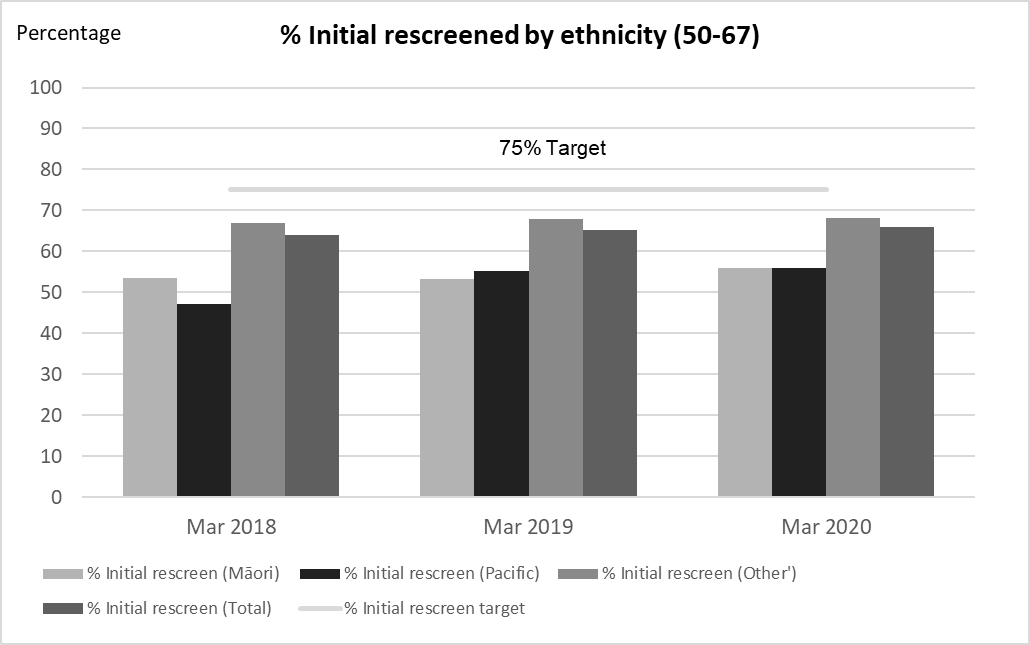 Percentage
% Initial rescreened by ethnicity (50-67)
100
90
75% Target
80
70
60
50
40
30
20
10
0
Mar 2018 Mar 2019 Mar 2020
% Initial rescreen (Māori) % Initial rescreen (Pacific) % Initial rescreen (Other')
% Initial rescreen (Total) % Initial rescreen target